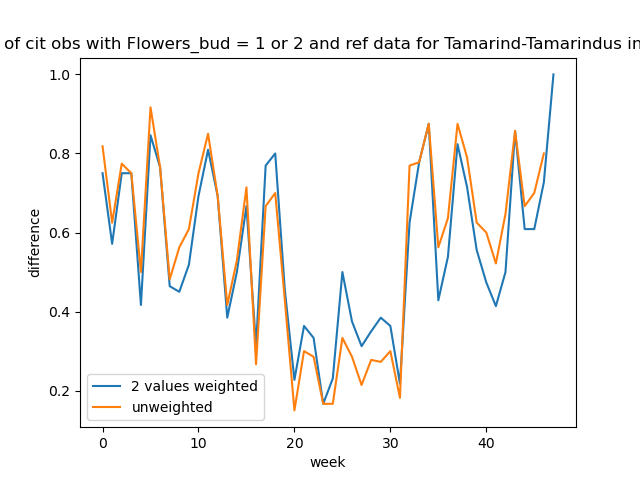 of cit obs with Flowers_bud = 1 or 2 and ref data for Tamarind-Tamarindus in
1.0
0.8
0.6
0.4
0.2
difference
2 values weighted
unweighted
0 10 20 30 40
week